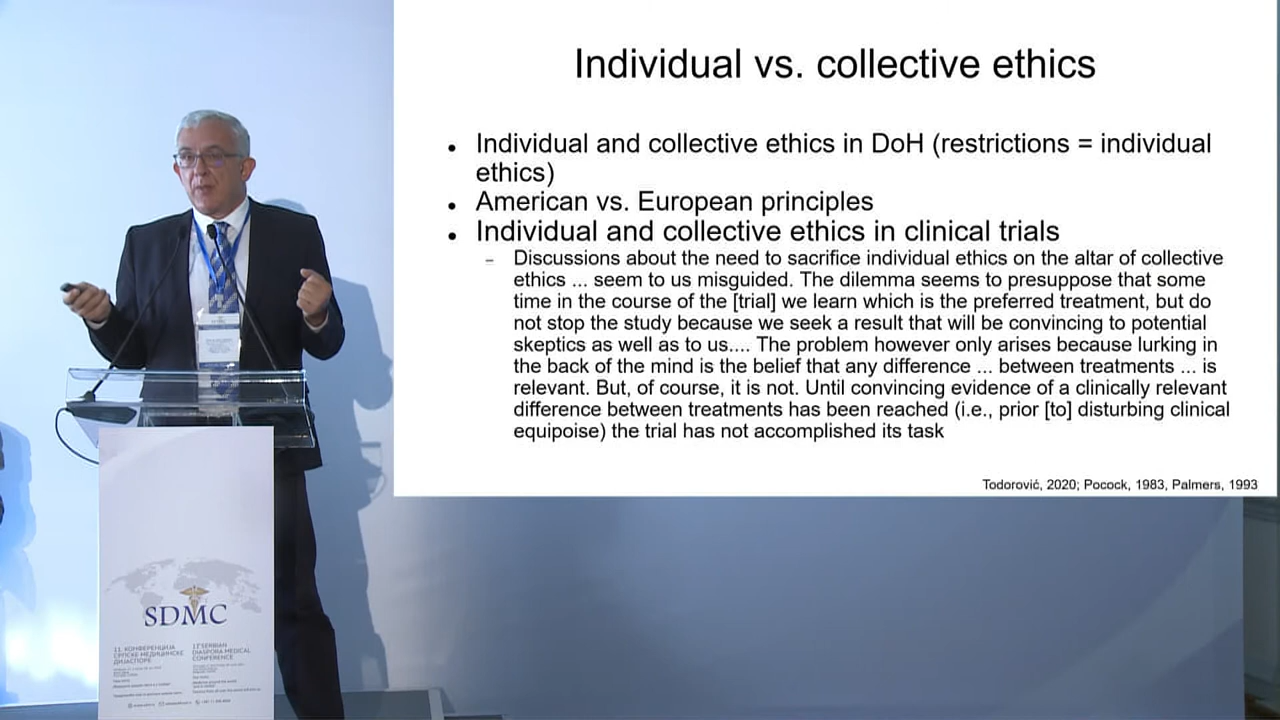 Individual vs. collective ethics
• Individual and collective ethics in DoH (restrictions = individual
ethics)
• American vs. European principles
• Individual and collective ethics in clinical trials
– Discussions about the need to sacrifice individual ethics on the altar of collective
ethics ... seem to us misguided. The dilemma seems to presuppose that some
time in the course of the [trial] we learn which is the preferred treatment, but do
not stop the study because we seek a result that will be convincing to potential
skeptics as well as to us.... The problem however only arises because lurking in
the back of the mind is the belief that any difference ... between treatments ... is
relevant. But, of course, it is not. Until convincing evidence of a clinically relevant
difference between treatments has been reached (i.e., prior [to] disturbing clinical
equipoise) the trial has not accomplished its task
Todorović, 2020; Pocock, 1983, Palmers, 1993
SDMC
11. КОНФЕРЕНЦИЈА
СРПСКЕ МЕДИЦИНСКЕ
ДИЈАСПОРЕ
SERBIAN
DIASPORA MEDICAL
CONFERENCE